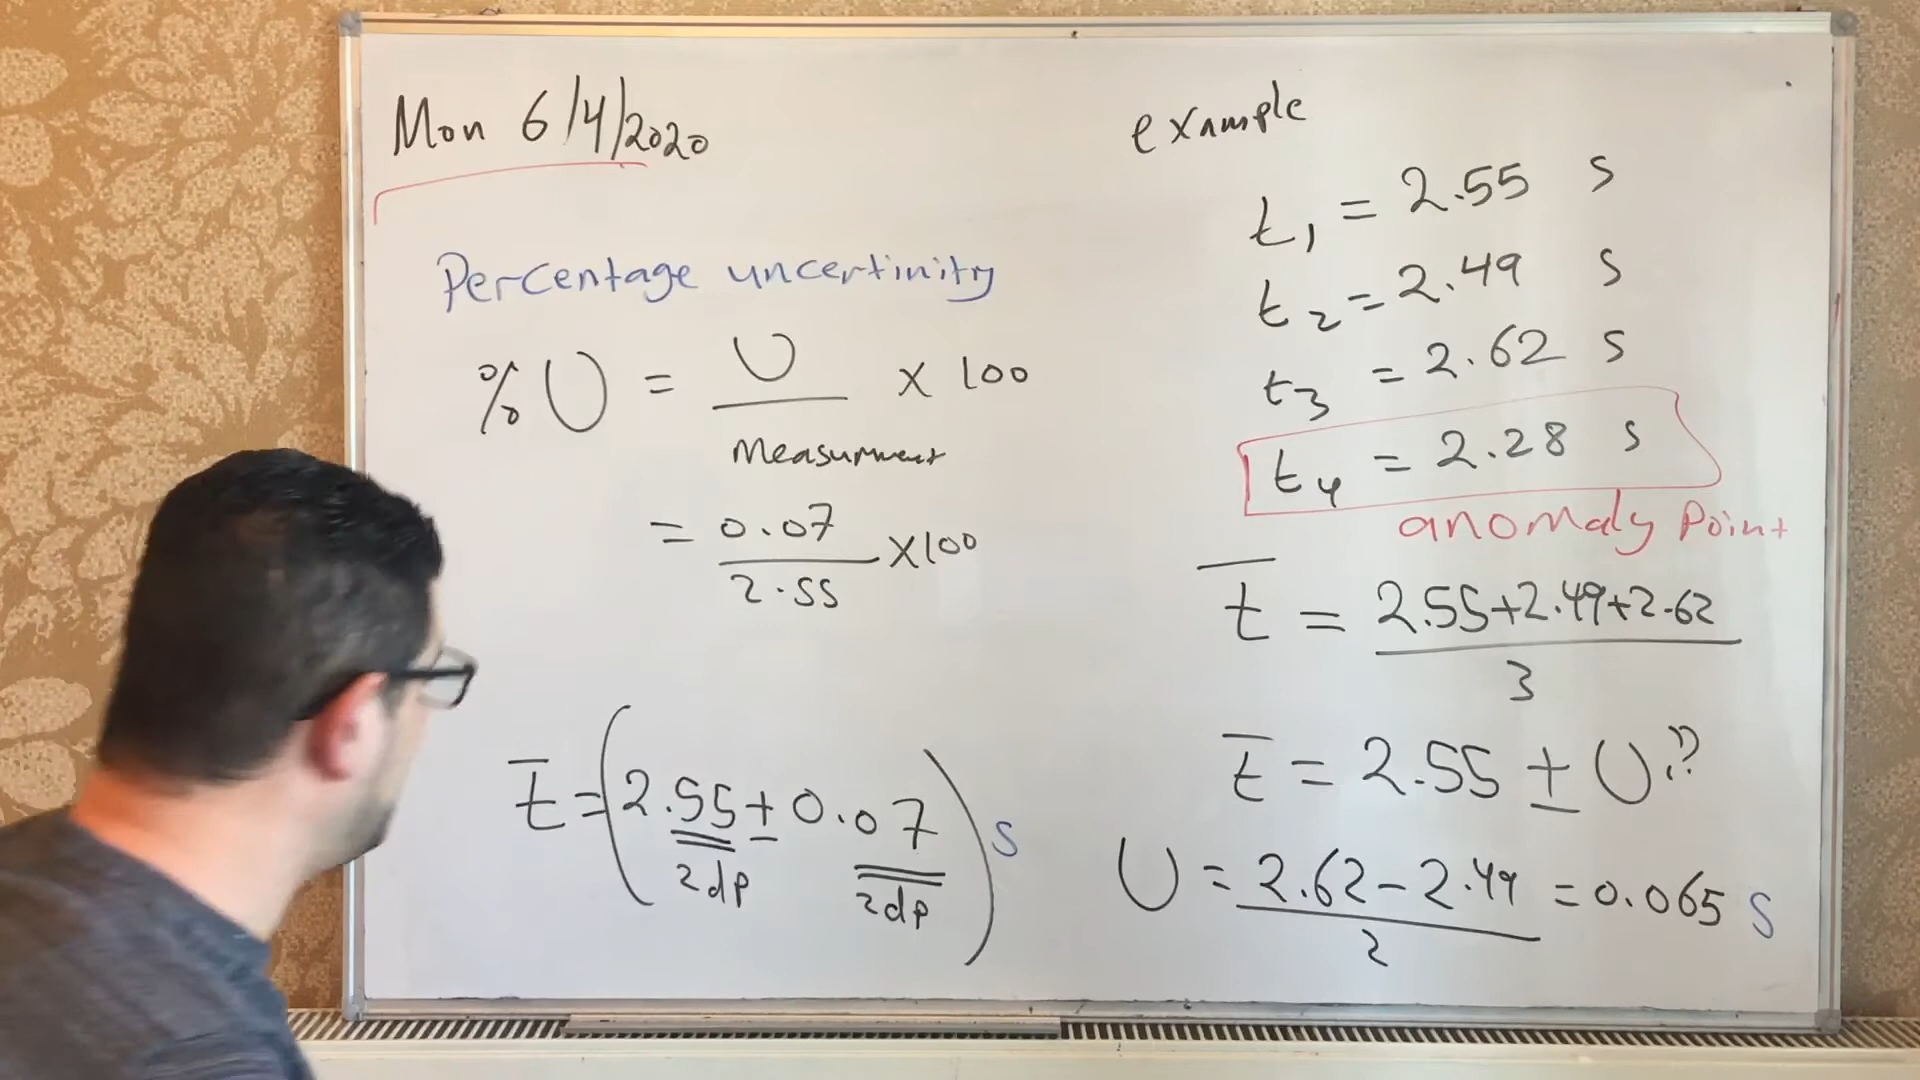 Mon 6/4/2020
Percentage uncertinity
%U = U / Measurment × 100
= 0.07 / 2.55 ×100
t̄ = (2.55 ± 0.07) s
2dp 2dp
example
t₁ = 2.55 s
t₂ = 2.49 s
t₃ = 2.62 s
t₄ = 2.28 s
anomaly Point
t̄ = 2.55+2.49+2.62 / 3
t̄ = 2.55 ± U ??
U = 2.62 - 2.49 / 2 = 0.065 s